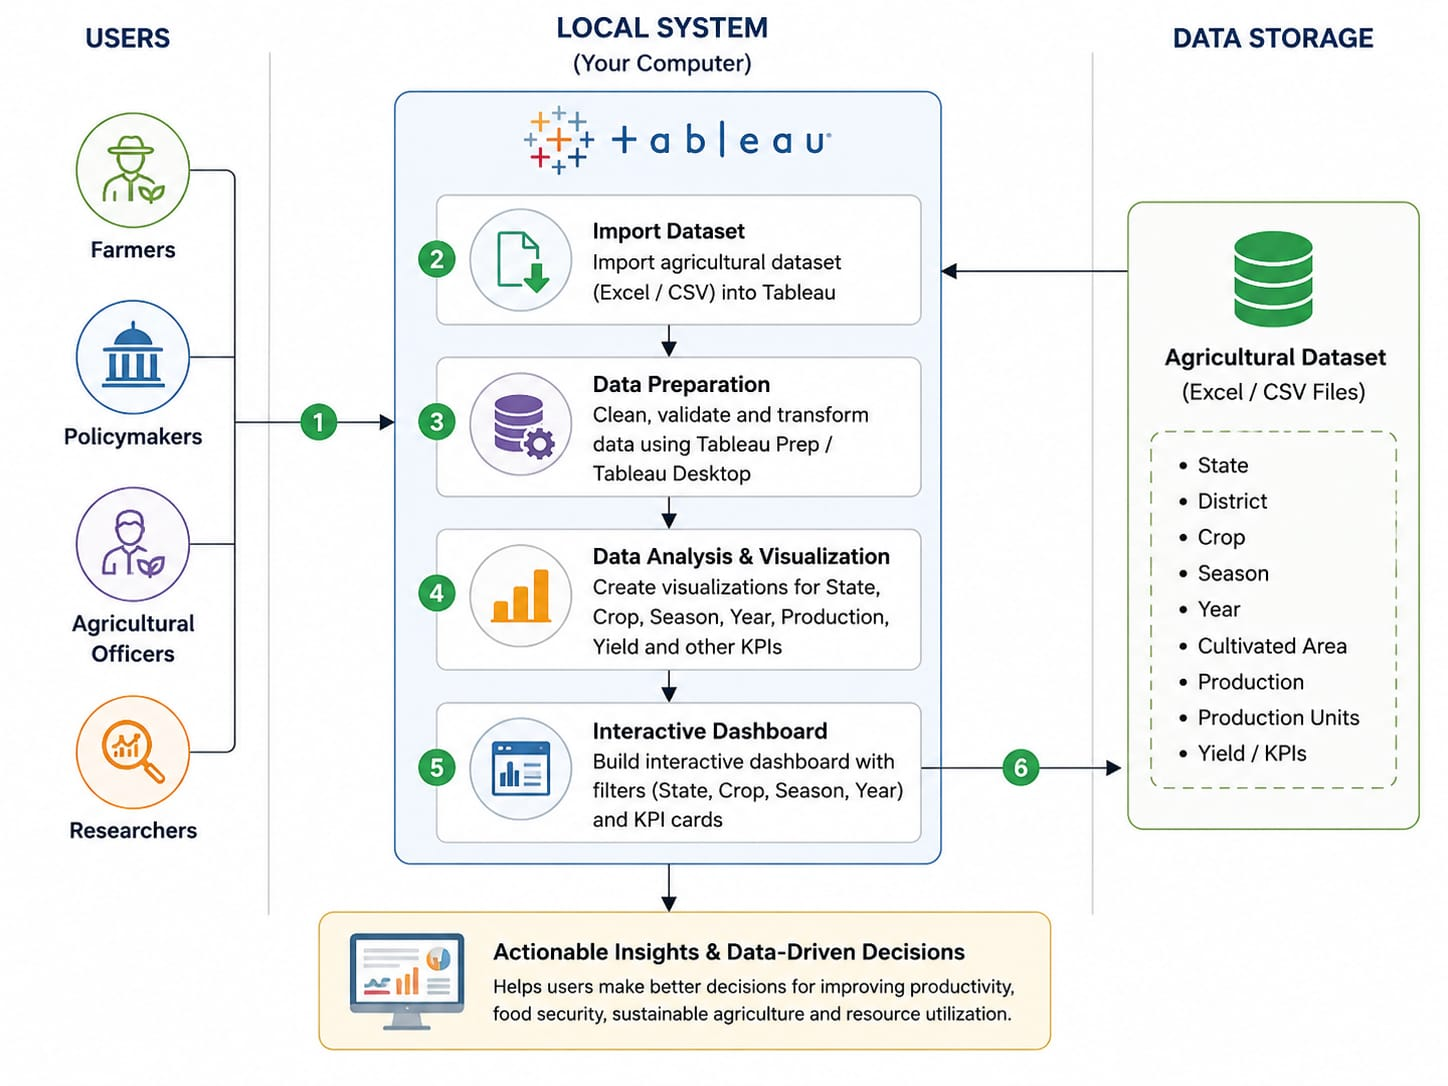 USERS
Farmers
Policymakers
Agricultural
Officers
Researchers
1
LOCAL SYSTEM
(Your Computer)
+ableau
2
Import Dataset
Import agricultural dataset
(Excel / CSV) into Tableau
3
Data Preparation
Clean, validate and transform
data using Tableau Prep /
Tableau Desktop
4
Data Analysis & Visualization
Create visualizations for State,
Crop, Season, Year, Production,
Yield and other KPIs
5
Interactive Dashboard
Build interactive dashboard with
filters (State, Crop, Season, Year)
and KPI cards
6
DATA STORAGE
Agricultural Dataset
(Excel / CSV Files)
• State
• District
• Crop
• Season
• Year
• Cultivated Area
• Production
• Production Units
• Yield / KPIs
Actionable Insights & Data-Driven Decisions
Helps users make better decisions for improving productivity,
food security, sustainable agriculture and resource utilization.